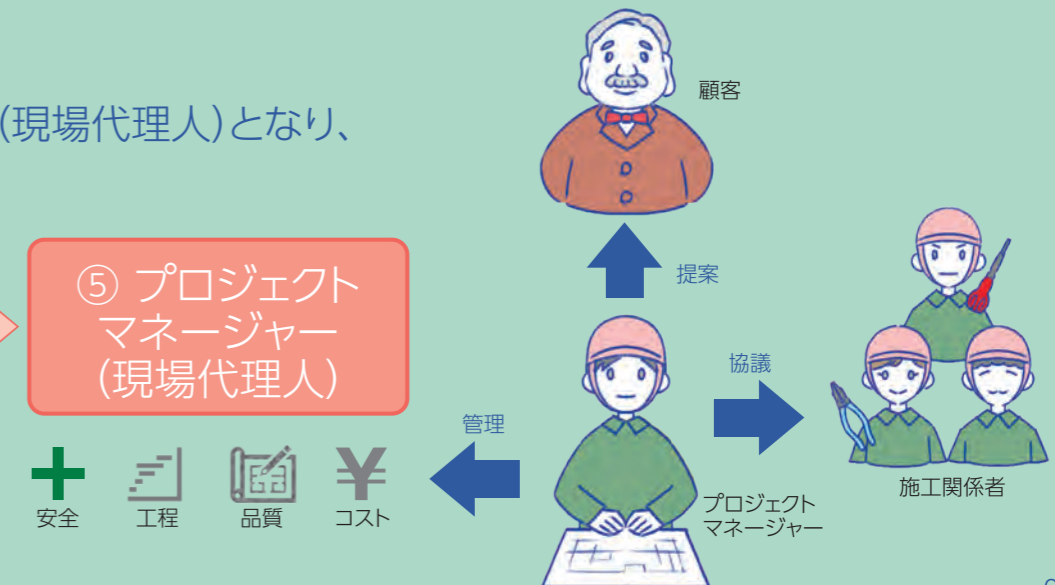 (現場代理人)となり、
顧客
提案
⑤ プロジェクト
マネージャー
(現場代理人)
協議
管理
安全
工程
品質
¥
コスト
プロジェクト
マネージャー
施工関係者